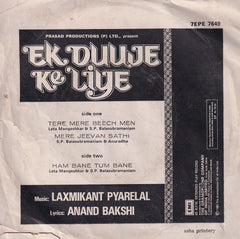 7EPE 7649
PRASAD PRODUCTIONS (P) LTD., present
EK DUUJE
KE LIYE
side one
TERE MERE BEECH MEN
Lata Mangeshkar & S.P. Balasubramaniam
MERE JEEVAN SATHI
S.P. Balasubramaniam & Anuradha
side two
HAM BANE TUM BANE
Lata Mangeshkar & S.P. Balasubramaniam
Music: LAXMIKANT PYARELAL
Lyrics: ANAND BAKSHI
EMI
asha printery